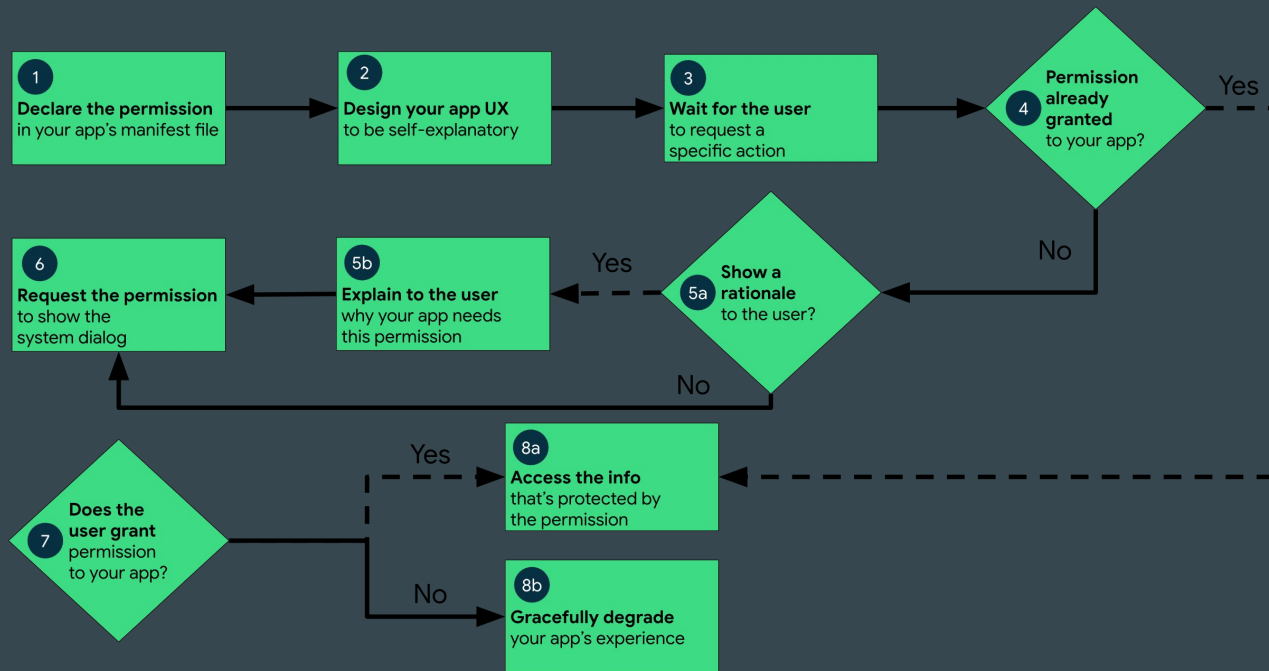 1
Declare the permission
in your app's manifest file
2
Design your app UX
to be self-explanatory
3
Wait for the user
to request a
specific action
4
Permission
already
granted
to your app?
Yes
No
5a
Show a
rationale
to the user?
Yes
No
5b
Explain to the user
why your app needs
this permission
6
Request the permission
to show the
system dialog
7
Does the
user grant
permission
to your app?
Yes
No
8a
Access the info
that's protected by
the permission
8b
Gracefully degrade
your app's experience